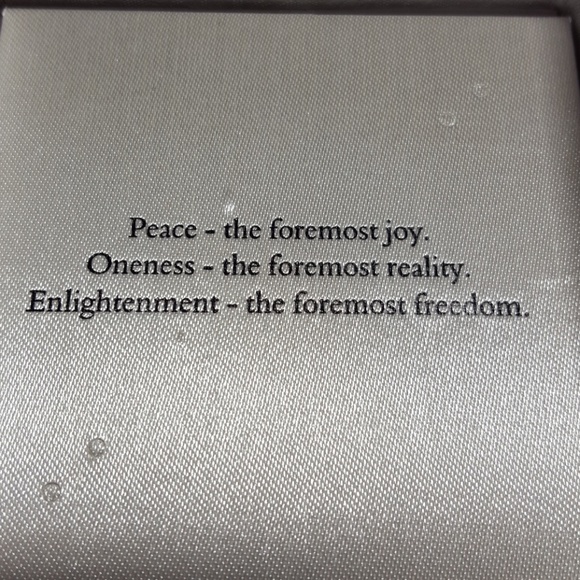 Peace - the foremost joy.
Oneness - the foremost reality.
Enlightenment - the foremost freedom.